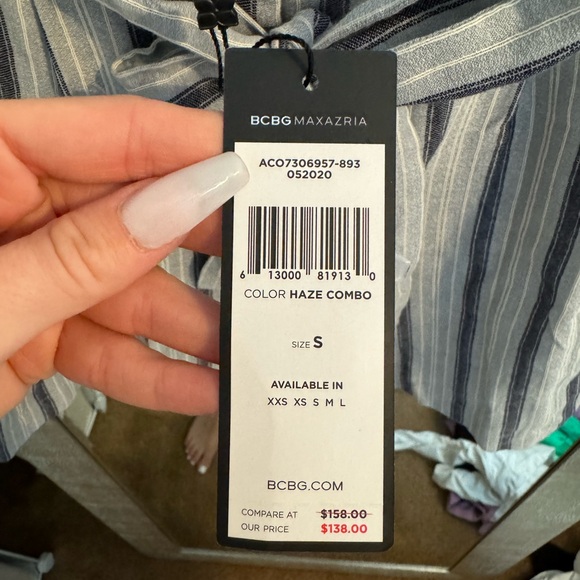 BCBGMAXAZRIA
ACO7306957-893
052020
6 13000 81913 0
COLOR HAZE COMBO
SIZE S
AVAILABLE IN
XXS XS S M L
BCBG.COM
COMPARE AT $158.00
OUR PRICE $138.00